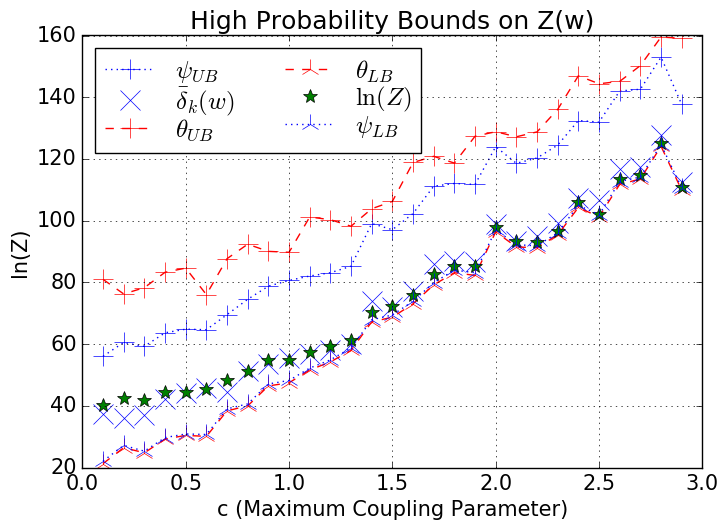 High Probability Bounds on Z(w)
160
140
120
100
80
60
40
20
ln(Z)
ψ_UB
δ̄_k(w)
θ_UB
θ_LB
ln(Z)
ψ_LB
0.0 0.5 1.0 1.5 2.0 2.5 3.0
c (Maximum Coupling Parameter)